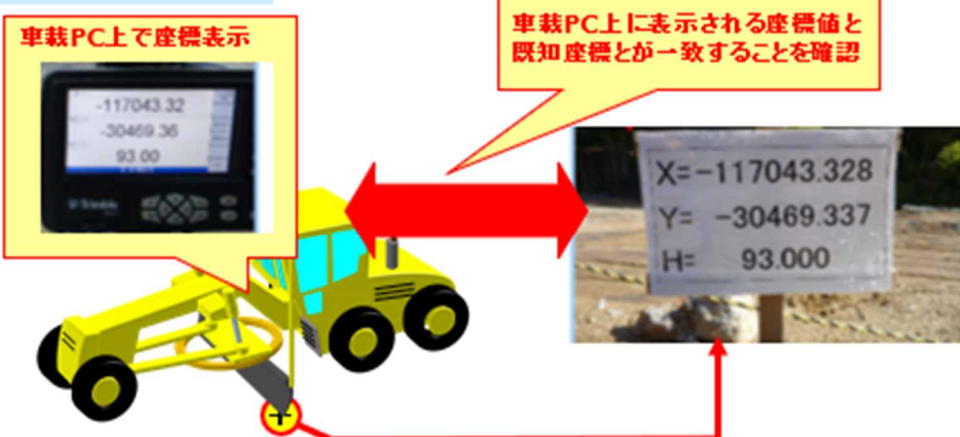 車載PC上で座標表示
-117043.32
-30469.36
93.00
Trimble
車載PC上に表示される座標値と
既知座標とが一致することを確認
X=-117043.328
Y= -30469.337
H= 93.000